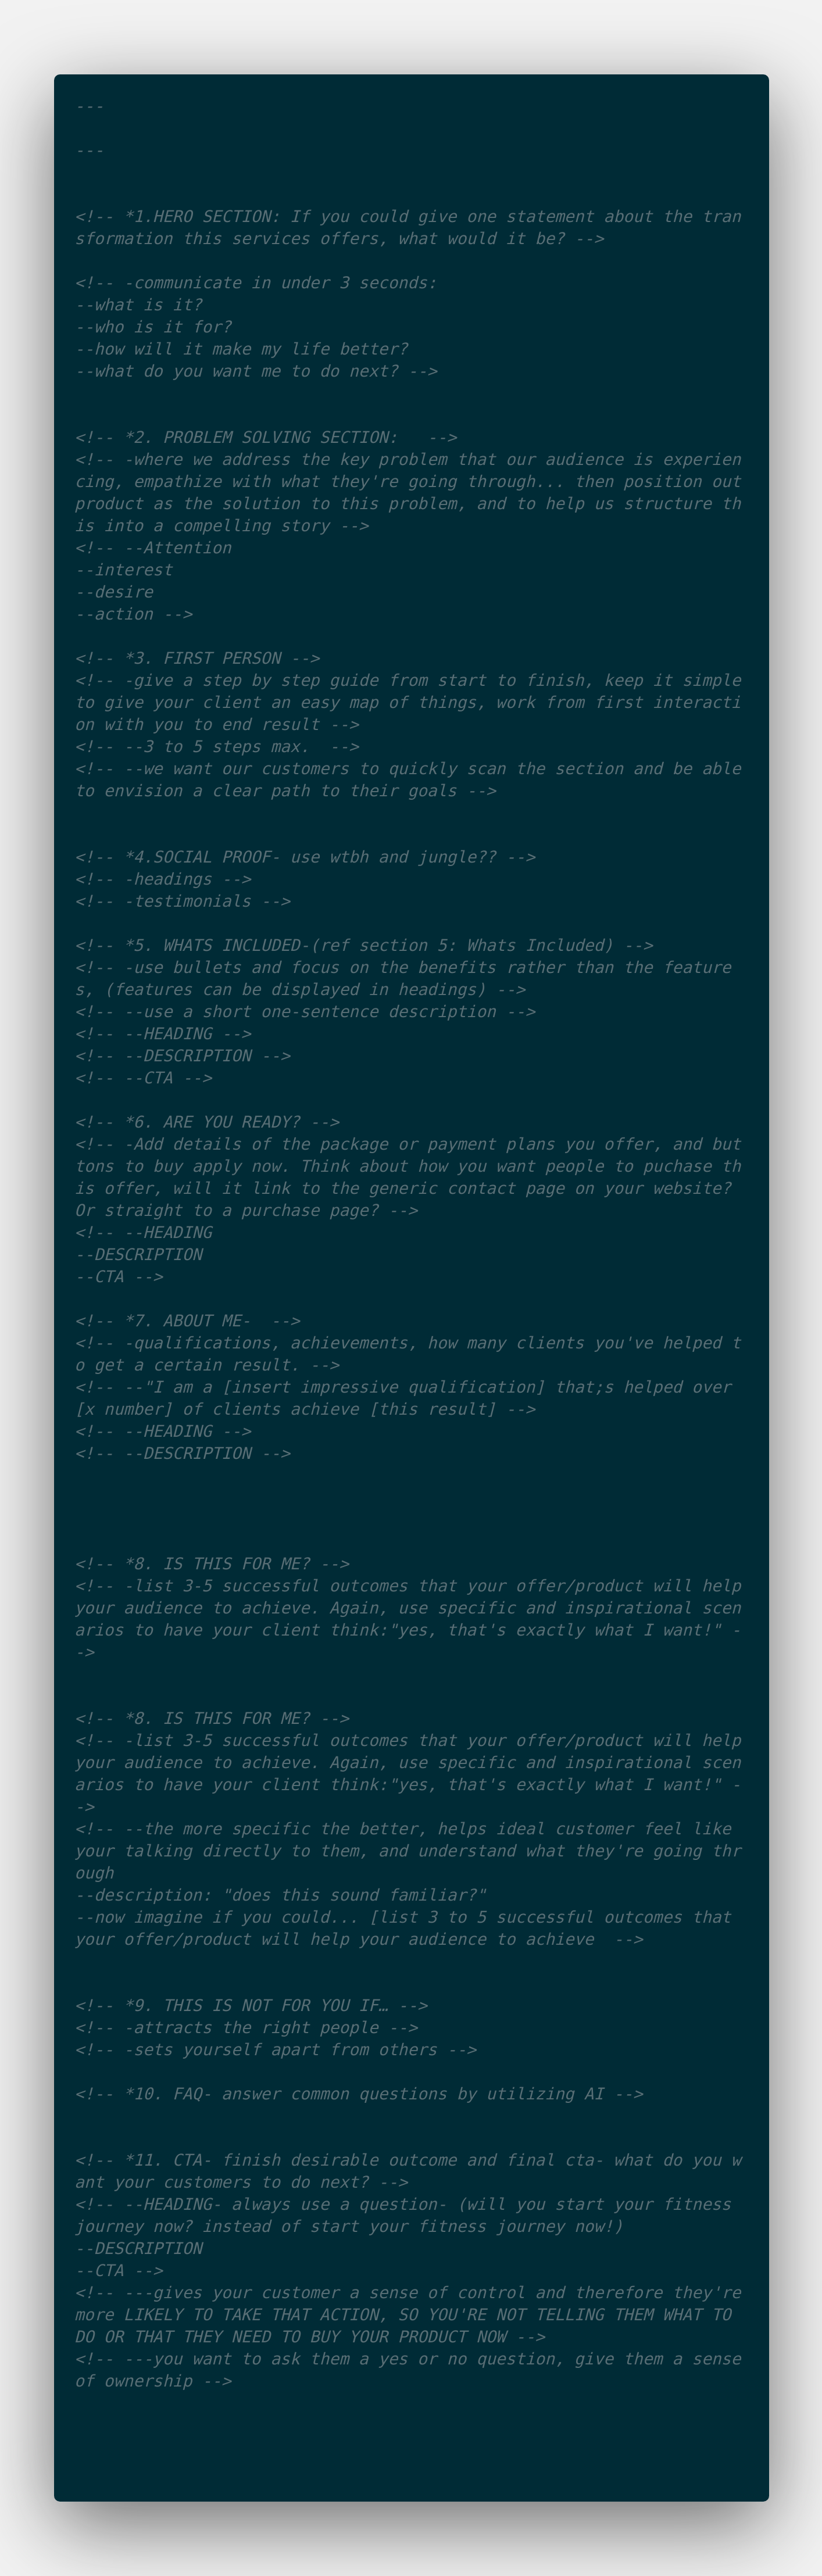 ---
---
<!-- *1.HERO SECTION: If you could give one statement about the tran
sformation this services offers, what would it be? -->
<!-- -communicate in under 3 seconds:
--what is it?
--who is it for?
--how will it make my life better?
--what do you want me to do next? -->
<!-- *2. PROBLEM SOLVING SECTION:   -->
<!-- -where we address the key problem that our audience is experien
cing, empathize with what they're going through... then position out
product as the solution to this problem, and to help us structure th
is into a compelling story -->
<!-- --Attention
--interest
--desire
--action -->
<!-- *3. FIRST PERSON -->
<!-- -give a step by step guide from start to finish, keep it simple
to give your client an easy map of things, work from first interacti
on with you to end result -->
<!-- --3 to 5 steps max.  -->
<!-- --we want our customers to quickly scan the section and be able
to envision a clear path to their goals -->
<!-- *4.SOCIAL PROOF- use wtbh and jungle?? -->
<!-- -headings -->
<!-- -testimonials -->
<!-- *5. WHATS INCLUDED-(ref section 5: Whats Included) -->
<!-- -use bullets and focus on the benefits rather than the feature
s, (features can be displayed in headings) -->
<!-- --use a short one-sentence description -->
<!-- --HEADING -->
<!-- --DESCRIPTION -->
<!-- --CTA -->
<!-- *6. ARE YOU READY? -->
<!-- -Add details of the package or payment plans you offer, and but
tons to buy apply now. Think about how you want people to puchase th
is offer, will it link to the generic contact page on your website?
Or straight to a purchase page? -->
<!-- --HEADING
--DESCRIPTION
--CTA -->
<!-- *7. ABOUT ME-  -->
<!-- -qualifications, achievements, how many clients you've helped t
o get a certain result. -->
<!-- --"I am a [insert impressive qualification] that;s helped over
[x number] of clients achieve [this result] -->
<!-- --HEADING -->
<!-- --DESCRIPTION -->
<!-- *8. IS THIS FOR ME? -->
<!-- -list 3-5 successful outcomes that your offer/product will help
your audience to achieve. Again, use specific and inspirational scen
arios to have your client think:"yes, that's exactly what I want!" -
->
<!-- *8. IS THIS FOR ME? -->
<!-- -list 3-5 successful outcomes that your offer/product will help
your audience to achieve. Again, use specific and inspirational scen
arios to have your client think:"yes, that's exactly what I want!" -
->
<!-- --the more specific the better, helps ideal customer feel like
your talking directly to them, and understand what they're going thr
ough
--description: "does this sound familiar?"
--now imagine if you could... [list 3 to 5 successful outcomes that
your offer/product will help your audience to achieve  -->
<!-- *9. THIS IS NOT FOR YOU IF… -->
<!-- -attracts the right people -->
<!-- -sets yourself apart from others -->
<!-- *10. FAQ- answer common questions by utilizing AI -->
<!-- *11. CTA- finish desirable outcome and final cta- what do you w
ant your customers to do next? -->
<!-- --HEADING- always use a question- (will you start your fitness
journey now? instead of start your fitness journey now!)
--DESCRIPTION
--CTA -->
<!-- ---gives your customer a sense of control and therefore they're
more LIKELY TO TAKE THAT ACTION, SO YOU'RE NOT TELLING THEM WHAT TO
DO OR THAT THEY NEED TO BUY YOUR PRODUCT NOW -->
<!-- ---you want to ask them a yes or no question, give them a sense
of ownership -->